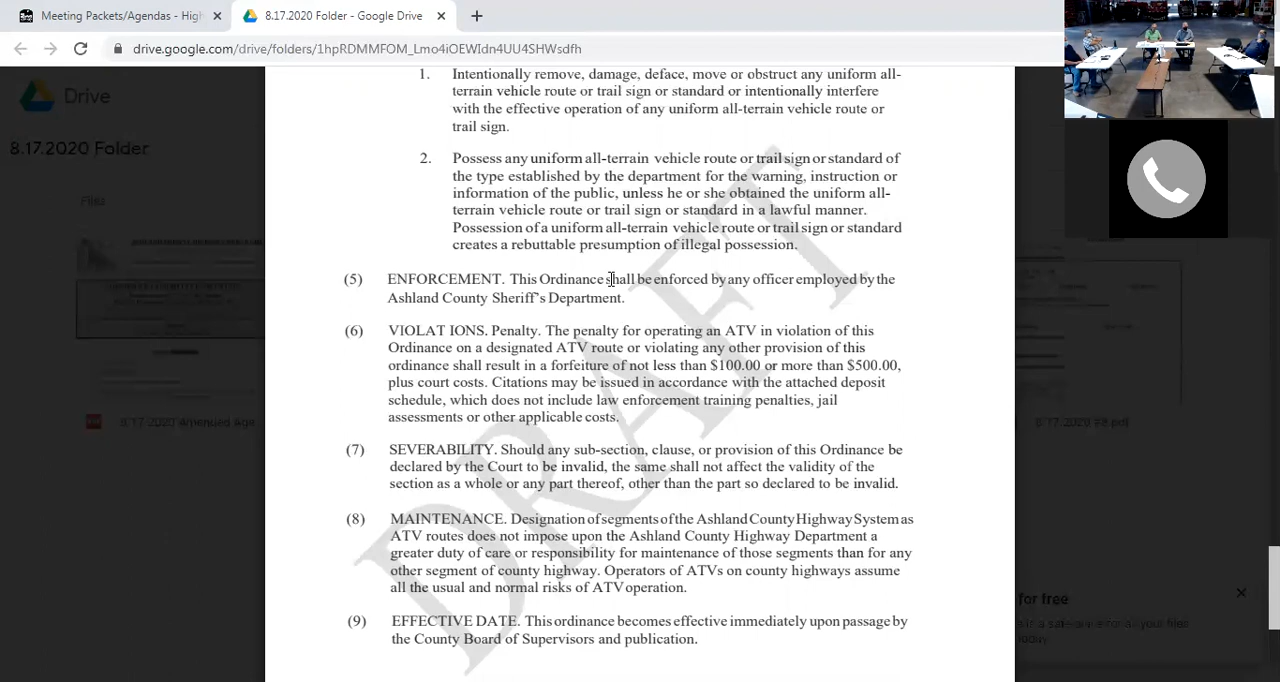 Meeting Packets/Agendas - High
8.17.2020 Folder - Google Drive
drive.google.com/drive/folders/1hpRDMMFOM_Lmo4iOEWIdn4UU4SHWsdfh
Drive
8.17.2020 Folder
Files
1. Intentionally remove, damage, deface, move or obstruct any uniform all-
terrain vehicle route or trail sign or standard or intentionally interfere
with the effective operation of any uniform all-terrain vehicle route or
trail sign.
2. Possess any uniform all-terrain vehicle route or trail sign or standard of
the type established by the department for the warning, instruction or
information of the public, unless he or she obtained the uniform all-
terrain vehicle route or trail sign or standard in a lawful manner.
Possession of a uniform all-terrain vehicle route or trail sign or standard
creates a rebuttable presumption of illegal possession.
(5) ENFORCEMENT. This Ordinance shall be enforced by any officer employed by the
Ashland County Sheriff's Department.
(6) VIOLAT IONS. Penalty. The penalty for operating an ATV in violation of this
Ordinance on a designated ATV route or violating any other provision of this
ordinance shall result in a forfeiture of not less than $100.00 or more than $500.00,
plus court costs. Citations may be issued in accordance with the attached deposit
schedule, which does not include law enforcement training penalties, jail
assessments or other applicable costs.
(7) SEVERABILITY. Should any sub-section, clause, or provision of this Ordinance be
declared by the Court to be invalid, the same shall not affect the validity of the
section as a whole or any part thereof, other than the part so declared to be invalid.
(8) MAINTENANCE. Designation of segments of the Ashland County Highway System as
ATV routes does not impose upon the Ashland County Highway Department a
greater duty of care or responsibility for maintenance of those segments than for any
other segment of county highway. Operators of ATVs on county highways assume
all the usual and normal risks of ATV operation.
(9) EFFECTIVE DATE. This ordinance becomes effective immediately upon passage by
the County Board of Supervisors and publication.
DRAFT
8.17.2020 Amended Age
8.17.2020 #8.pdf
for free